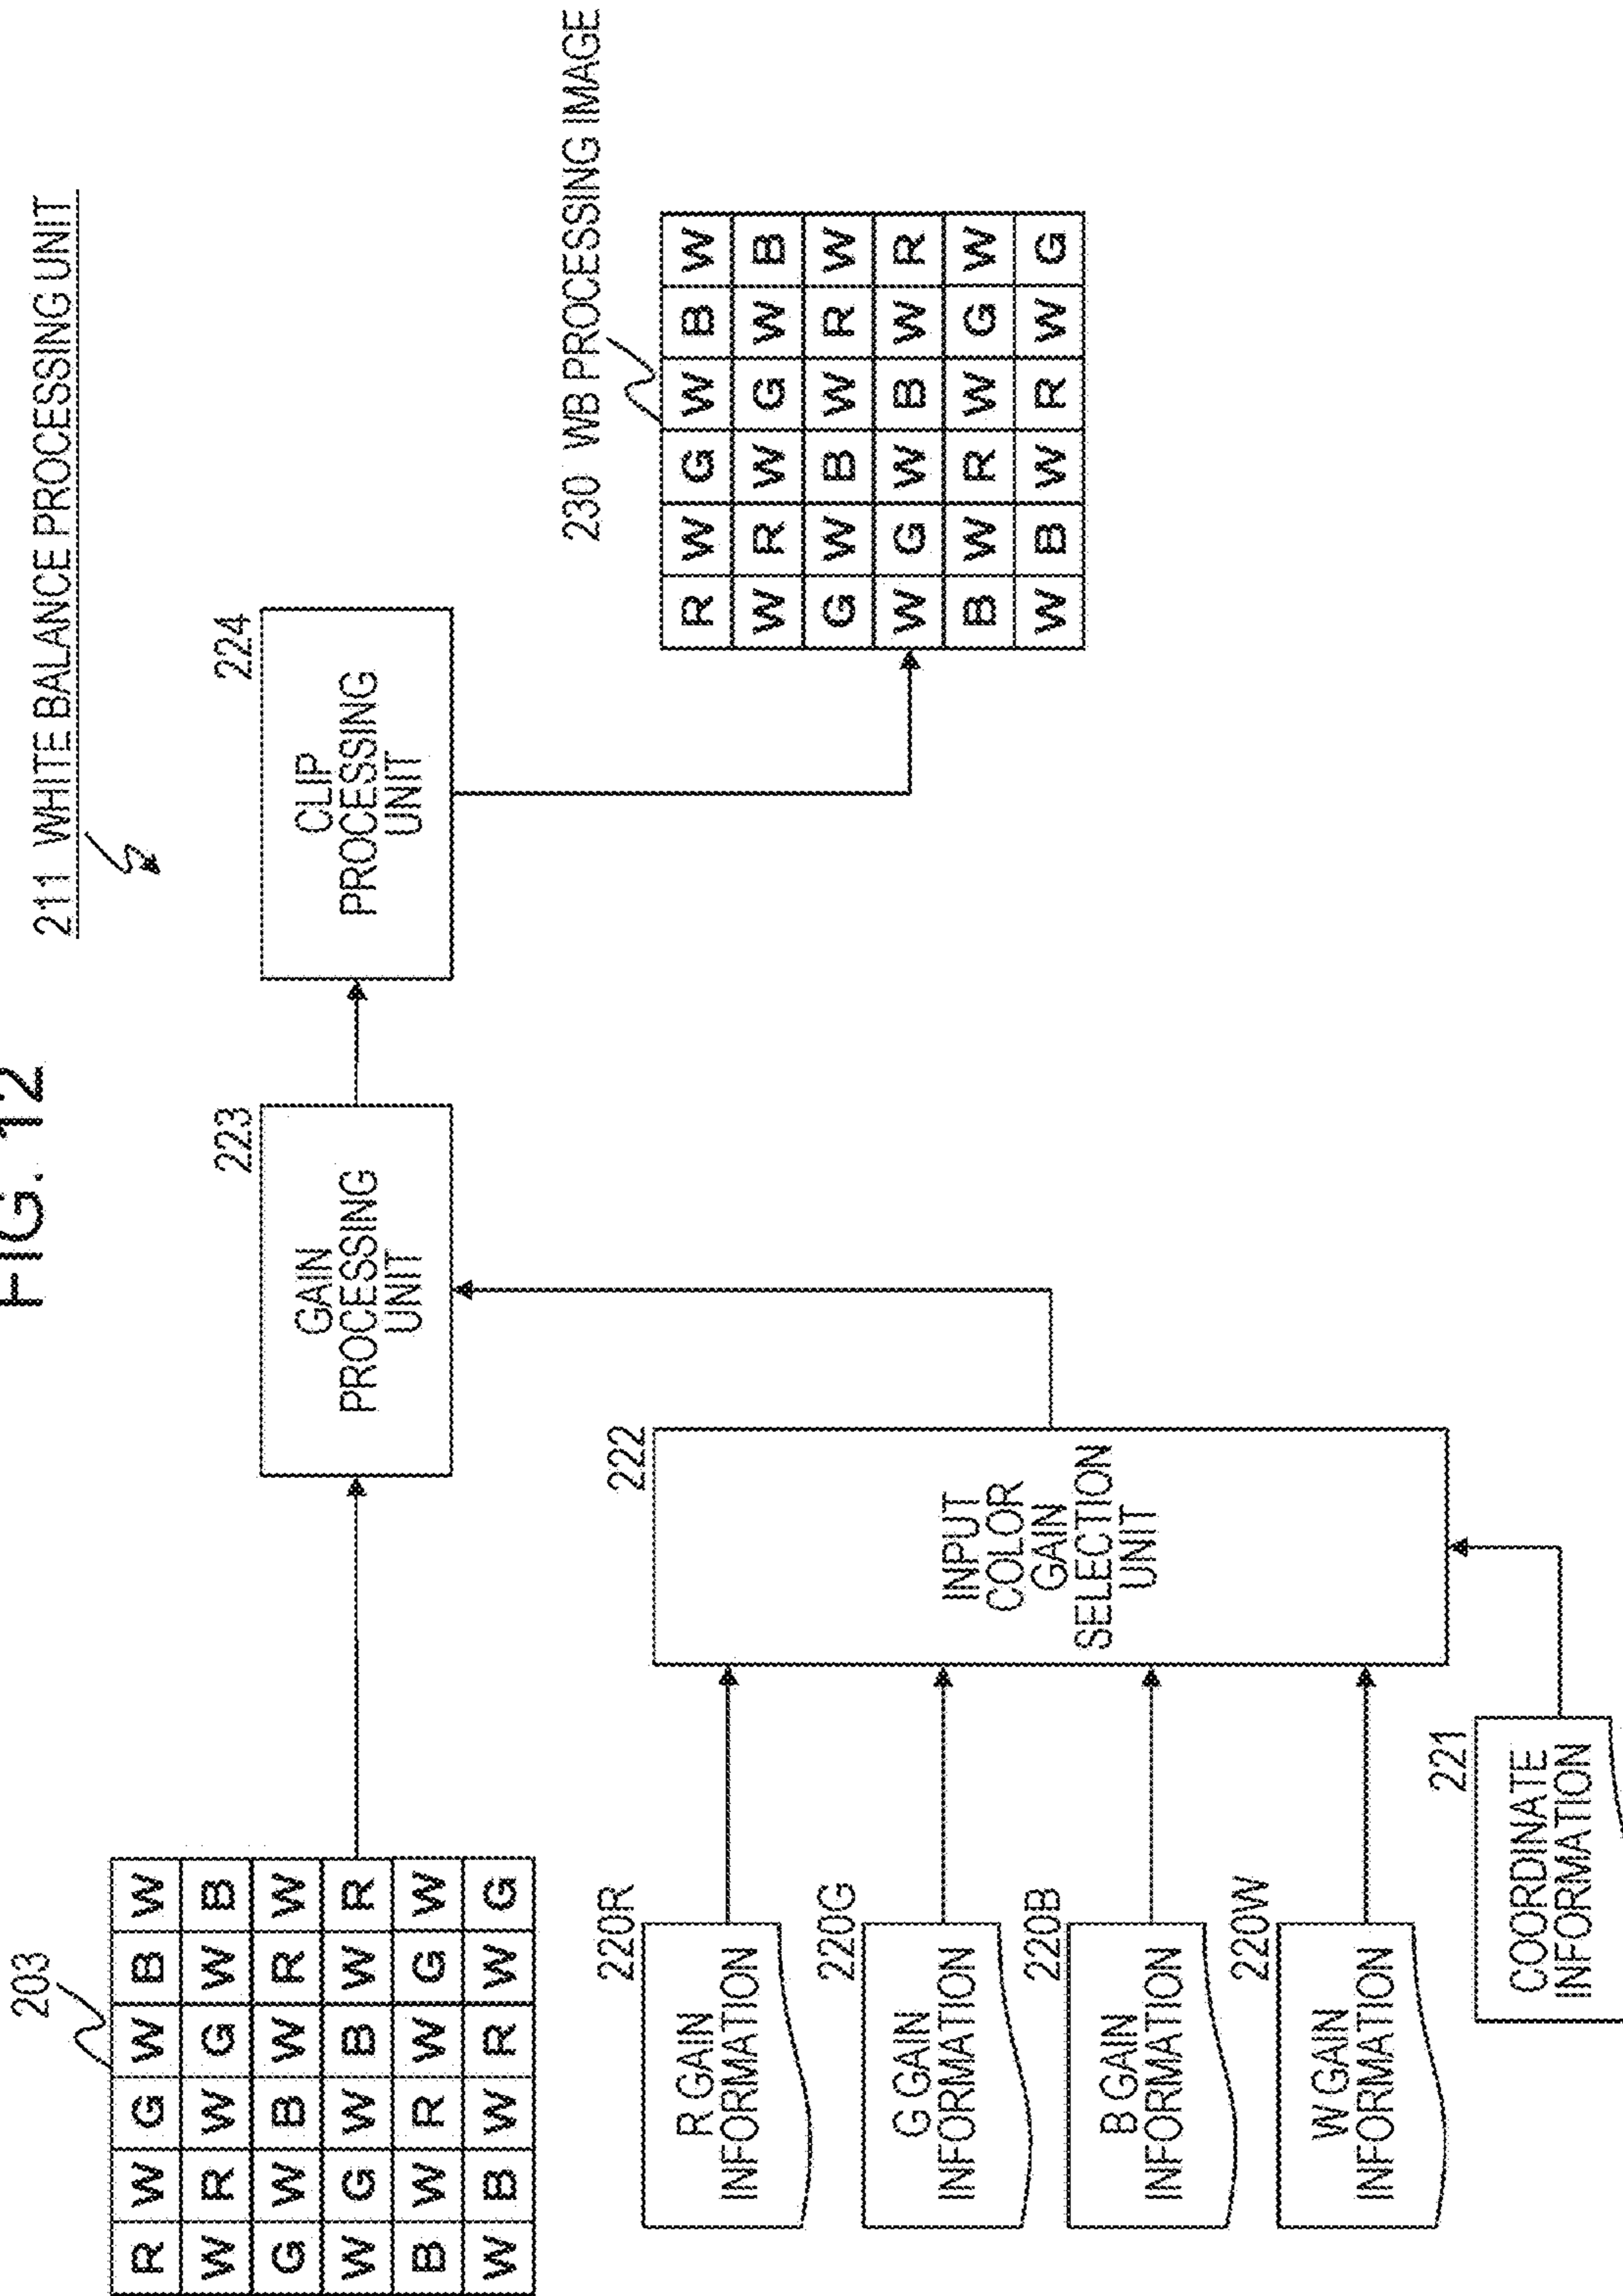 FIG. 12
211 WHITE BALANCE PROCESSING UNIT
203
R W G W B W
W R W G W B
G W B W R W
W G W B W R
B W R W G W
W B W R W G
223
GAIN
PROCESSING
UNIT
224
CLIP
PROCESSING
UNIT
220R
R GAIN
INFORMATION
220G
G GAIN
INFORMATION
220B
B GAIN
INFORMATION
220W
W GAIN
INFORMATION
221
COORDINATE
INFORMATION
222
INPUT
COLOR
GAIN
SELECTION
UNIT
230 WB PROCESSING IMAGE
R W G W B W
W R W G W B
G W B W R W
W G W B W R
B W R W G W
W B W R W G